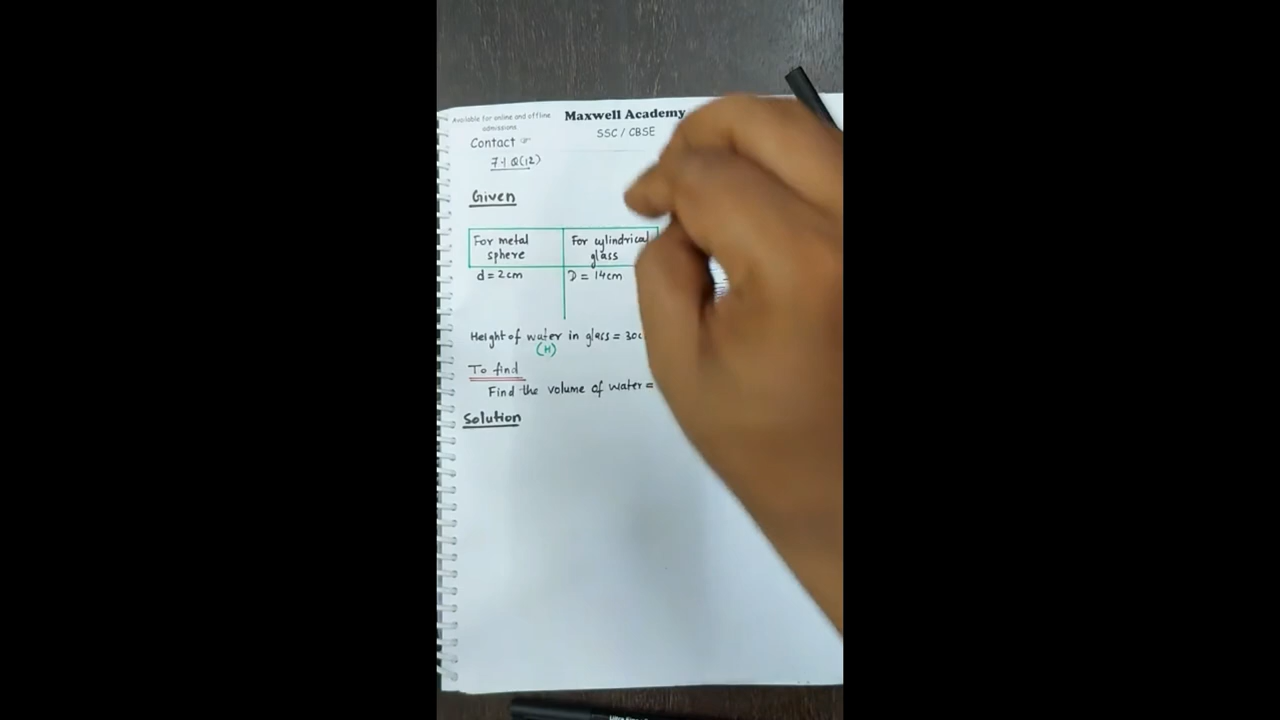 Available for online and offline
admissions.
Maxwell Academy
SSC / CBSE
Contact ☞
7.1 Q(12)
Given
For metal
sphere
For cylindrical
glass
d = 2cm
D = 14cm
Height of water in glass = 30
(H)
To find
Find the volume of water =
Solution